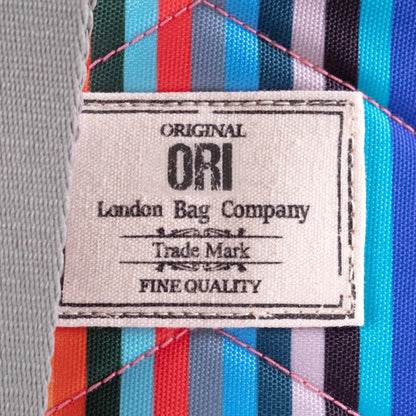 ORIGINAL
ORI
London Bag Company
Trade Mark
FINE QUALITY